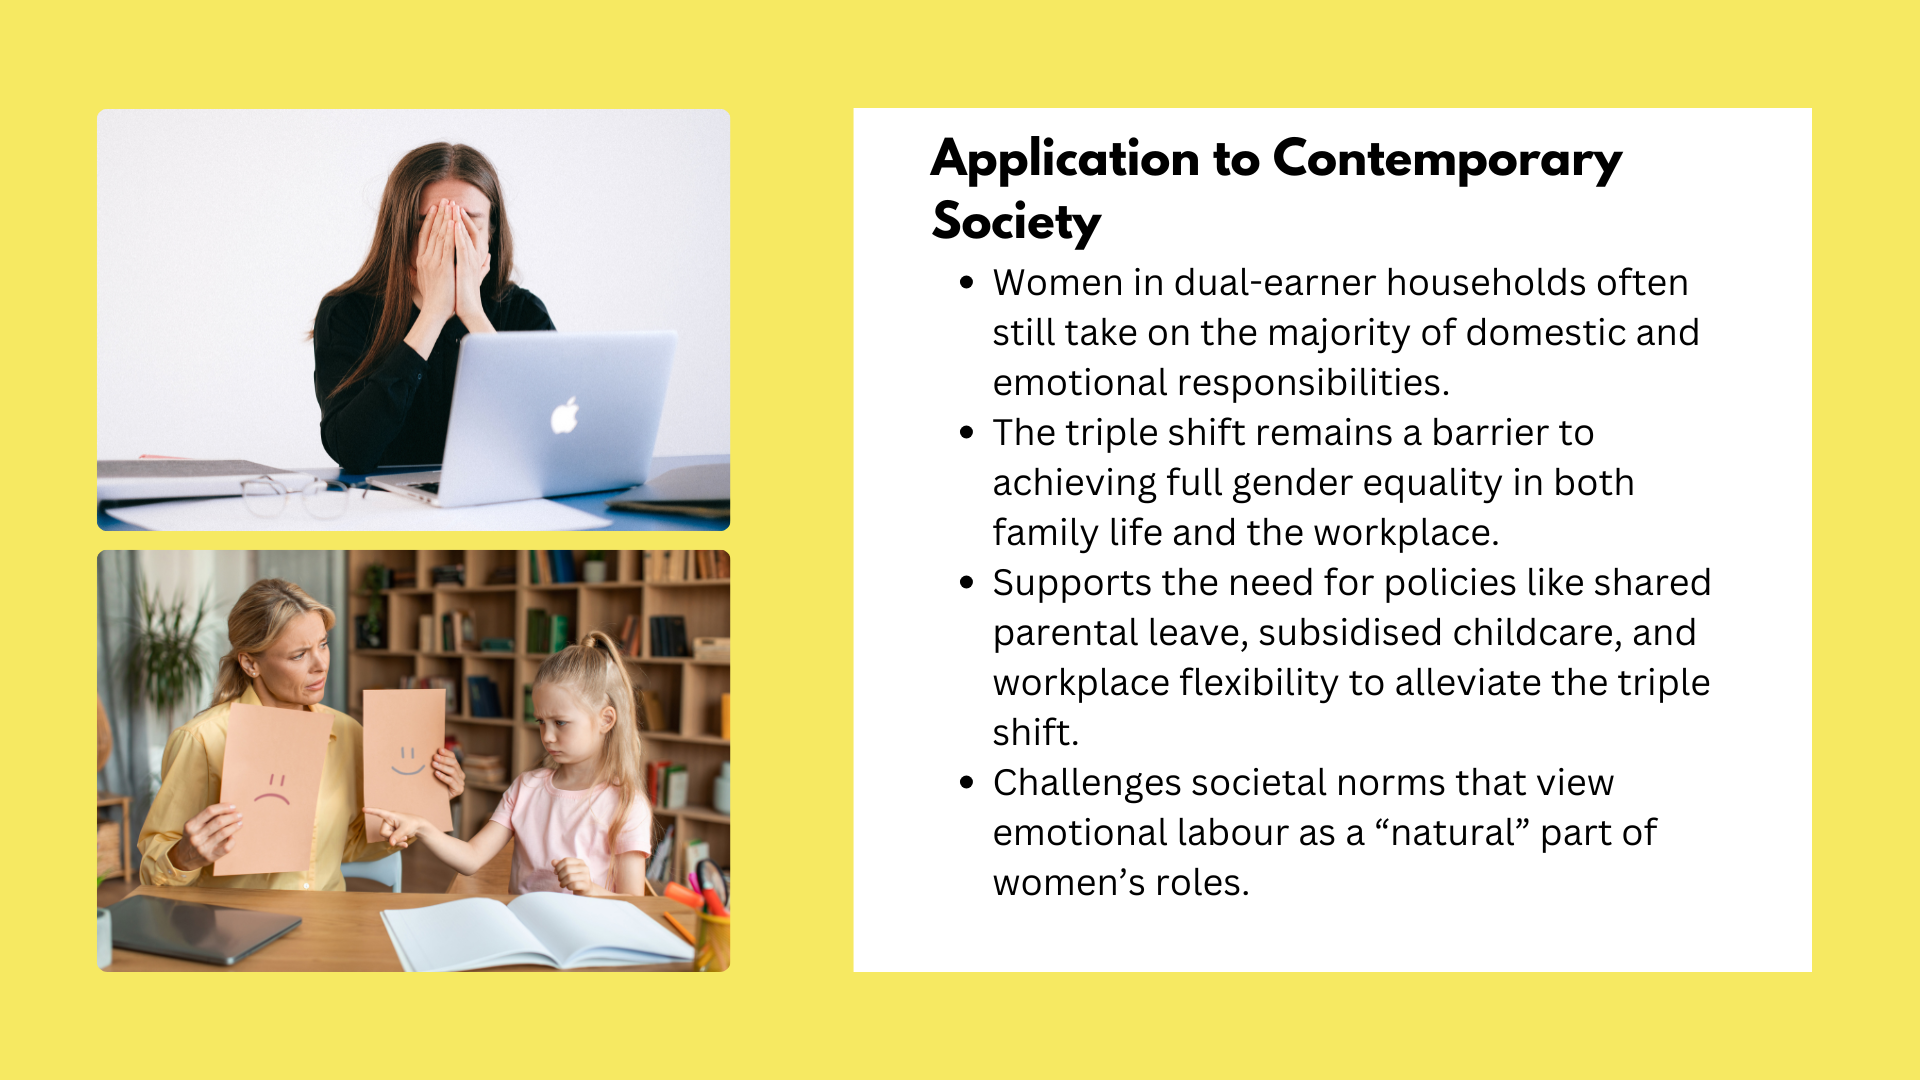 Application to Contemporary
Society
• Women in dual-earner households often
still take on the majority of domestic and
emotional responsibilities.
• The triple shift remains a barrier to
achieving full gender equality in both
family life and the workplace.
• Supports the need for policies like shared
parental leave, subsidised childcare, and
workplace flexibility to alleviate the triple
shift.
• Challenges societal norms that view
emotional labour as a “natural” part of
women’s roles.